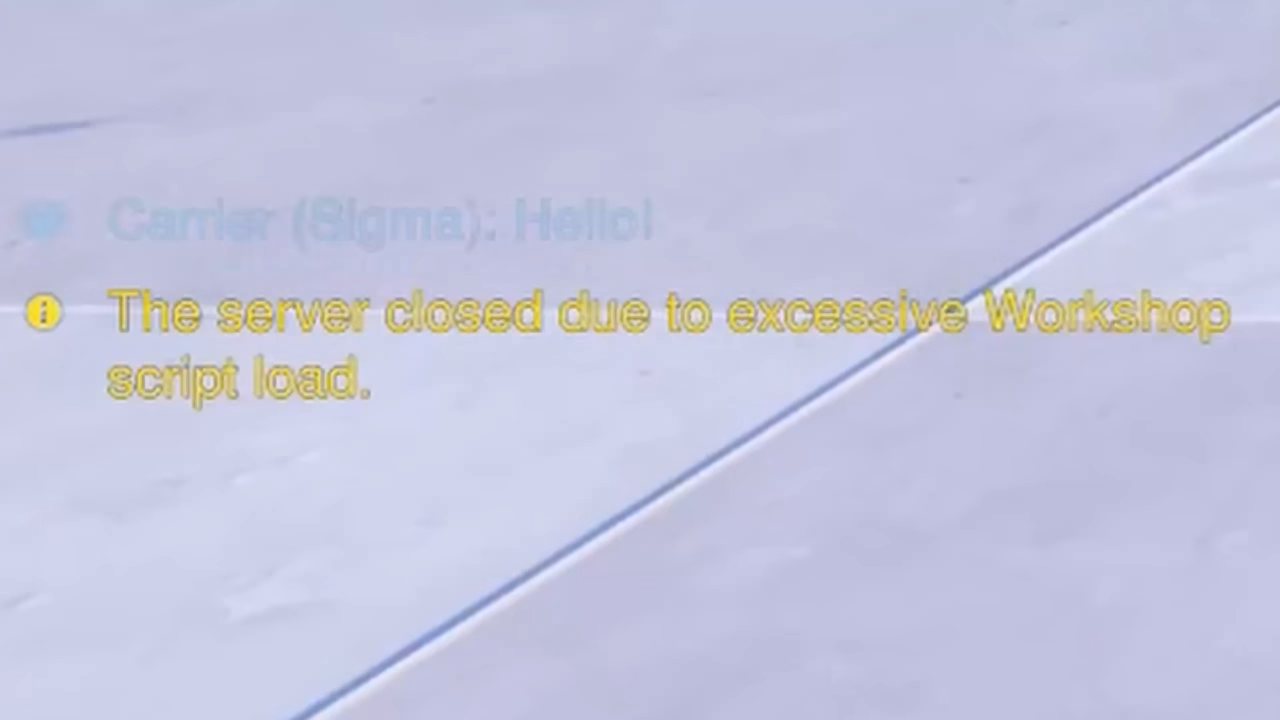 Carrier (Sigma): Hello!
The server closed due to excessive Workshop
script load.